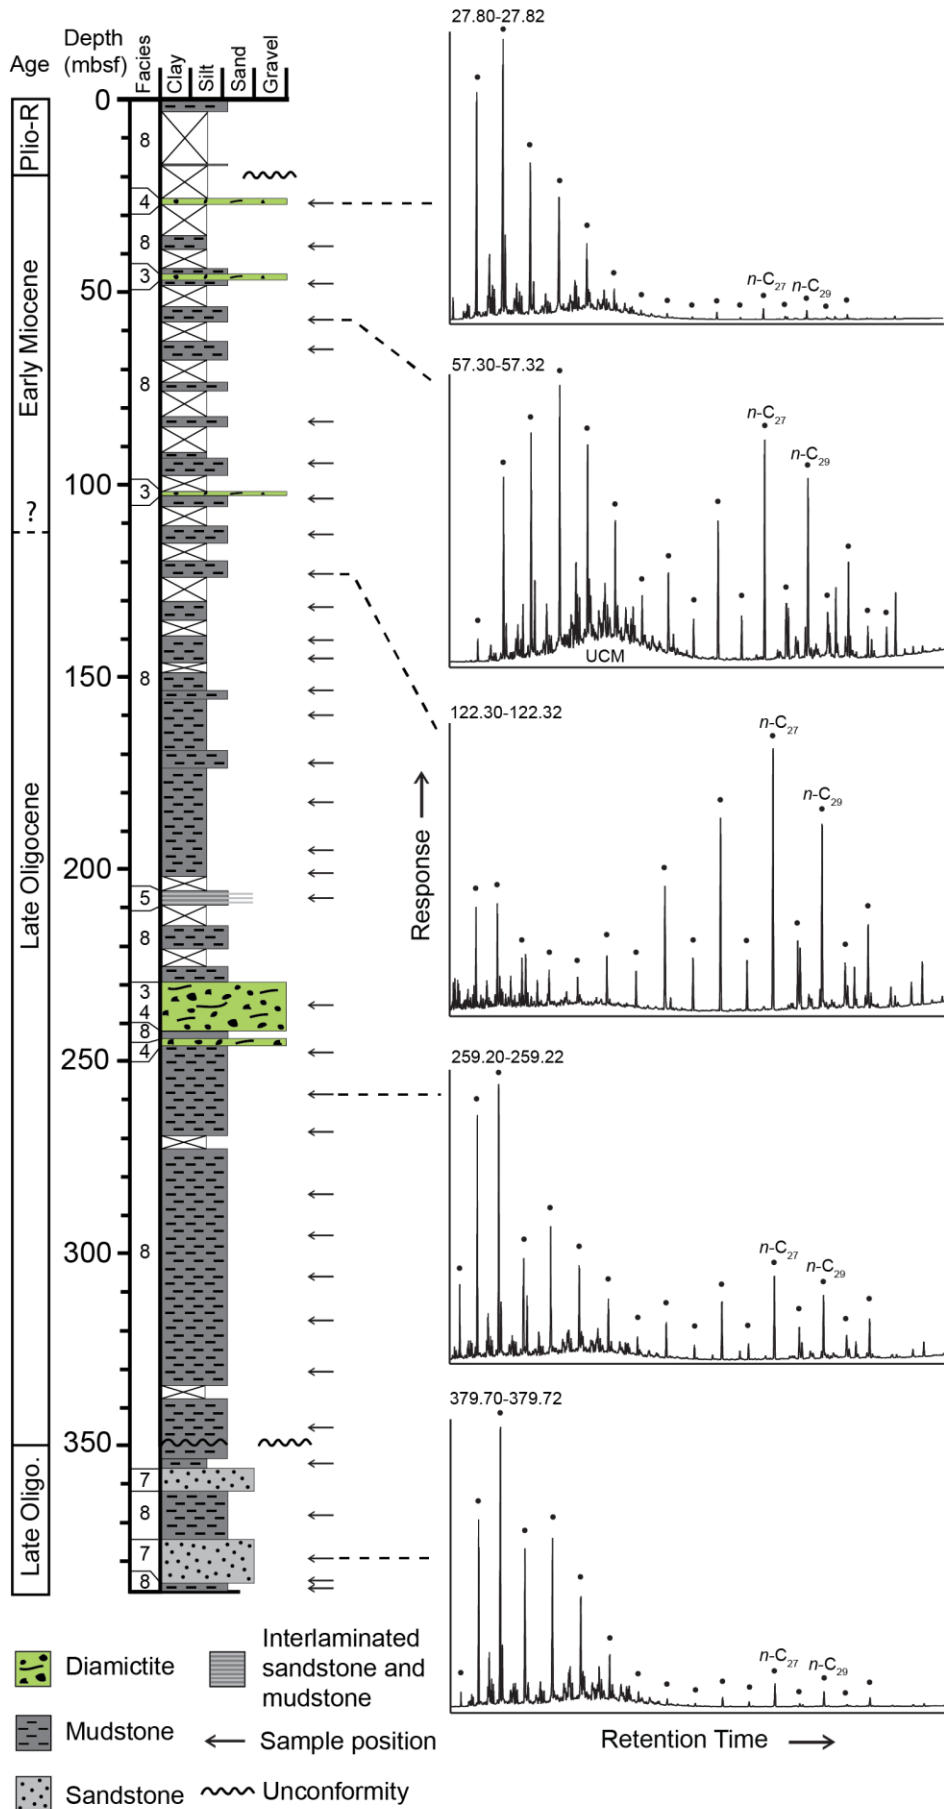 Age
Depth
(mbsf)
Facies
Clay
Silt
Sand
Gravel
Plio-R
Early Miocene
?
Late Oligocene
Late Oligo.
0
50
100
150
200
250
300
350
8
4
8
3
8
3
8
5
8
3
4
8
4
8
7
8
7
8
27.80-27.82
n-C27
n-C29
57.30-57.32
n-C27
n-C29
UCM
122.30-122.32
n-C27
n-C29
259.20-259.22
n-C27
n-C29
379.70-379.72
n-C27
n-C29
Response
Retention Time
Diamictite
Mudstone
Sandstone
Interlaminated
sandstone and
mudstone
Sample position
Unconformity